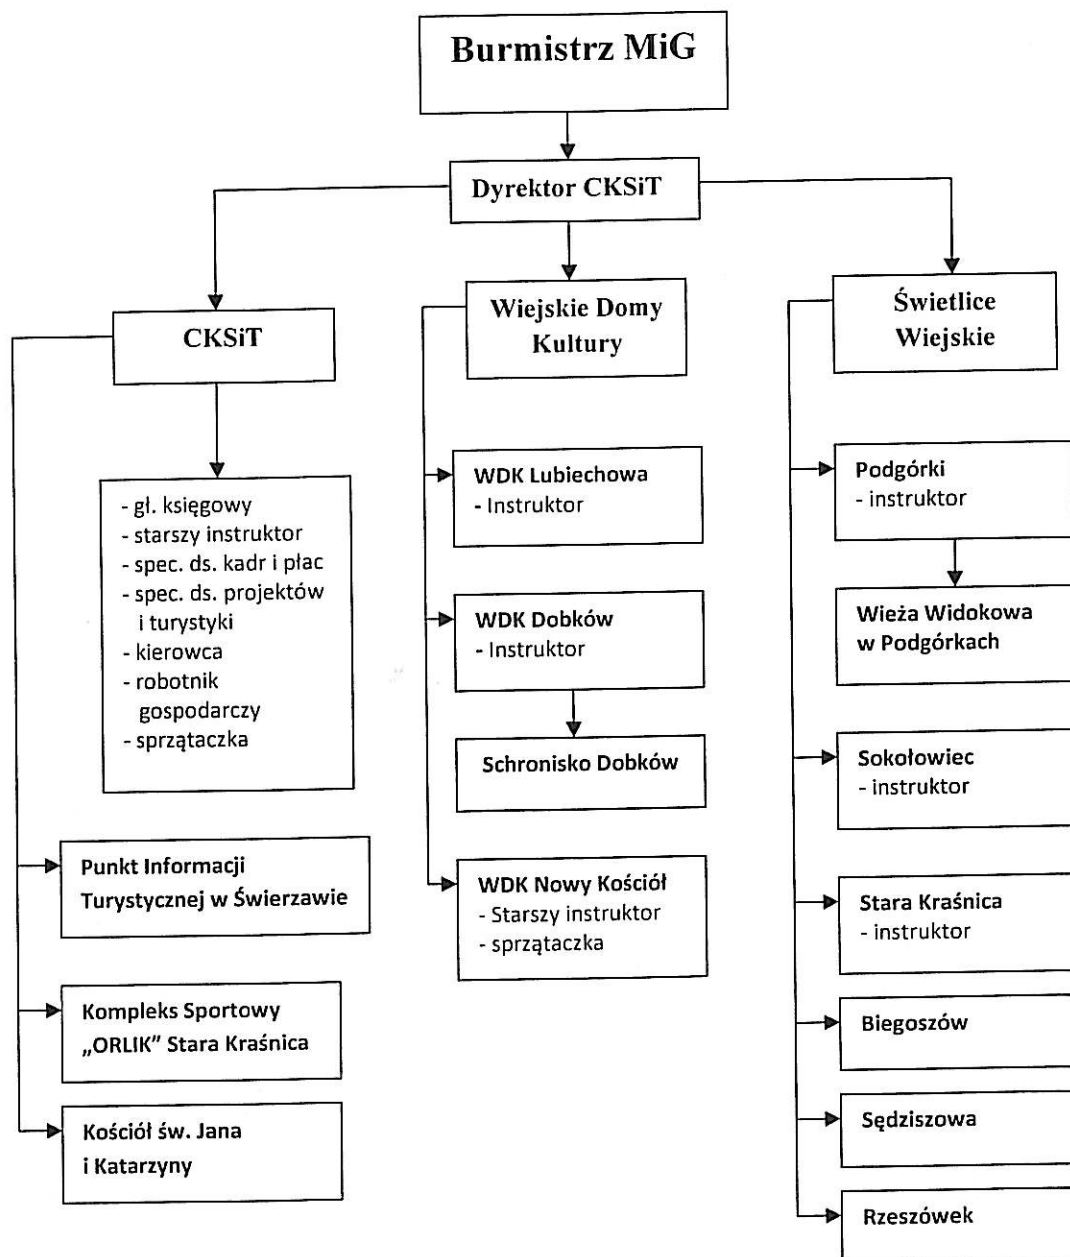 Burmistrz MiG
Dyrektor CKSiT
CKSiT
- gł. księgowy
- starszy instruktor
- spec. ds. kadr i płac
- spec. ds. projektów
i turystyki
- kierowca
- robotnik
gospodarczy
- sprzątaczka
Punkt Informacji
Turystycznej w Świerzawie
Kompleks Sportowy
„ORLIK” Stara Kraśnica
Kościół św. Jana
i Katarzyny
Wiejskie Domy
Kultury
WDK Lubiechowa
- Instruktor
WDK Dobków
- Instruktor
Schronisko Dobków
WDK Nowy Kościół
- Starszy instruktor
- sprzątaczka
Świetlice
Wiejskie
Podgórki
- instruktor
Wieża Widokowa
w Podgórkach
Sokołowiec
- instruktor
Stara Kraśnica
- instruktor
Biegoszów
Sędziszowa
Rzeszówek